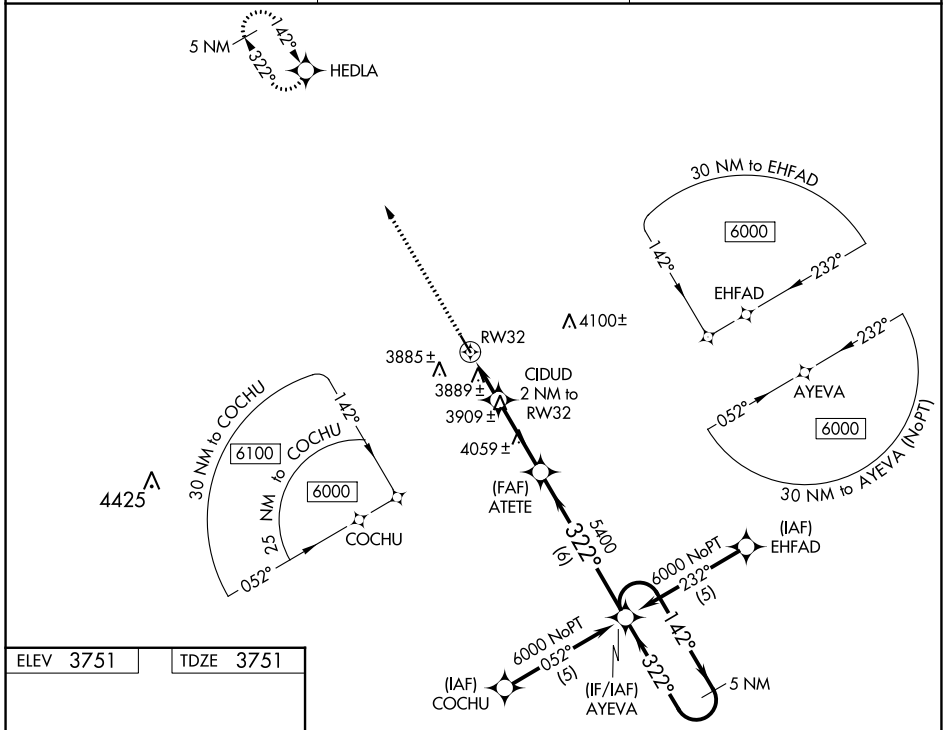 5 NM
142°
322°
HEDLA
30 NM to EHFAD
6000
142°
232°
EHFAD
4100±
RW32
3885±
3889±
3909±
CIDUD
2 NM to
RW32
4059±
232°
AYEVA
052°
6000
30 NM to AYEVA (NoPT)
30 NM to COCHU
142°
6100
25 NM to COCHU
6000
4425
COCHU
052°
(FAF)
ATETE
5400
322°
(6)
(IAF)
EHFAD
6000 NoPT
232°
(5)
6000 NoPT
052°
(5)
142°
322°
5 NM
(IF/IAF)
AYEVA
(IAF)
COCHU
ELEV 3751
TDZE 3751